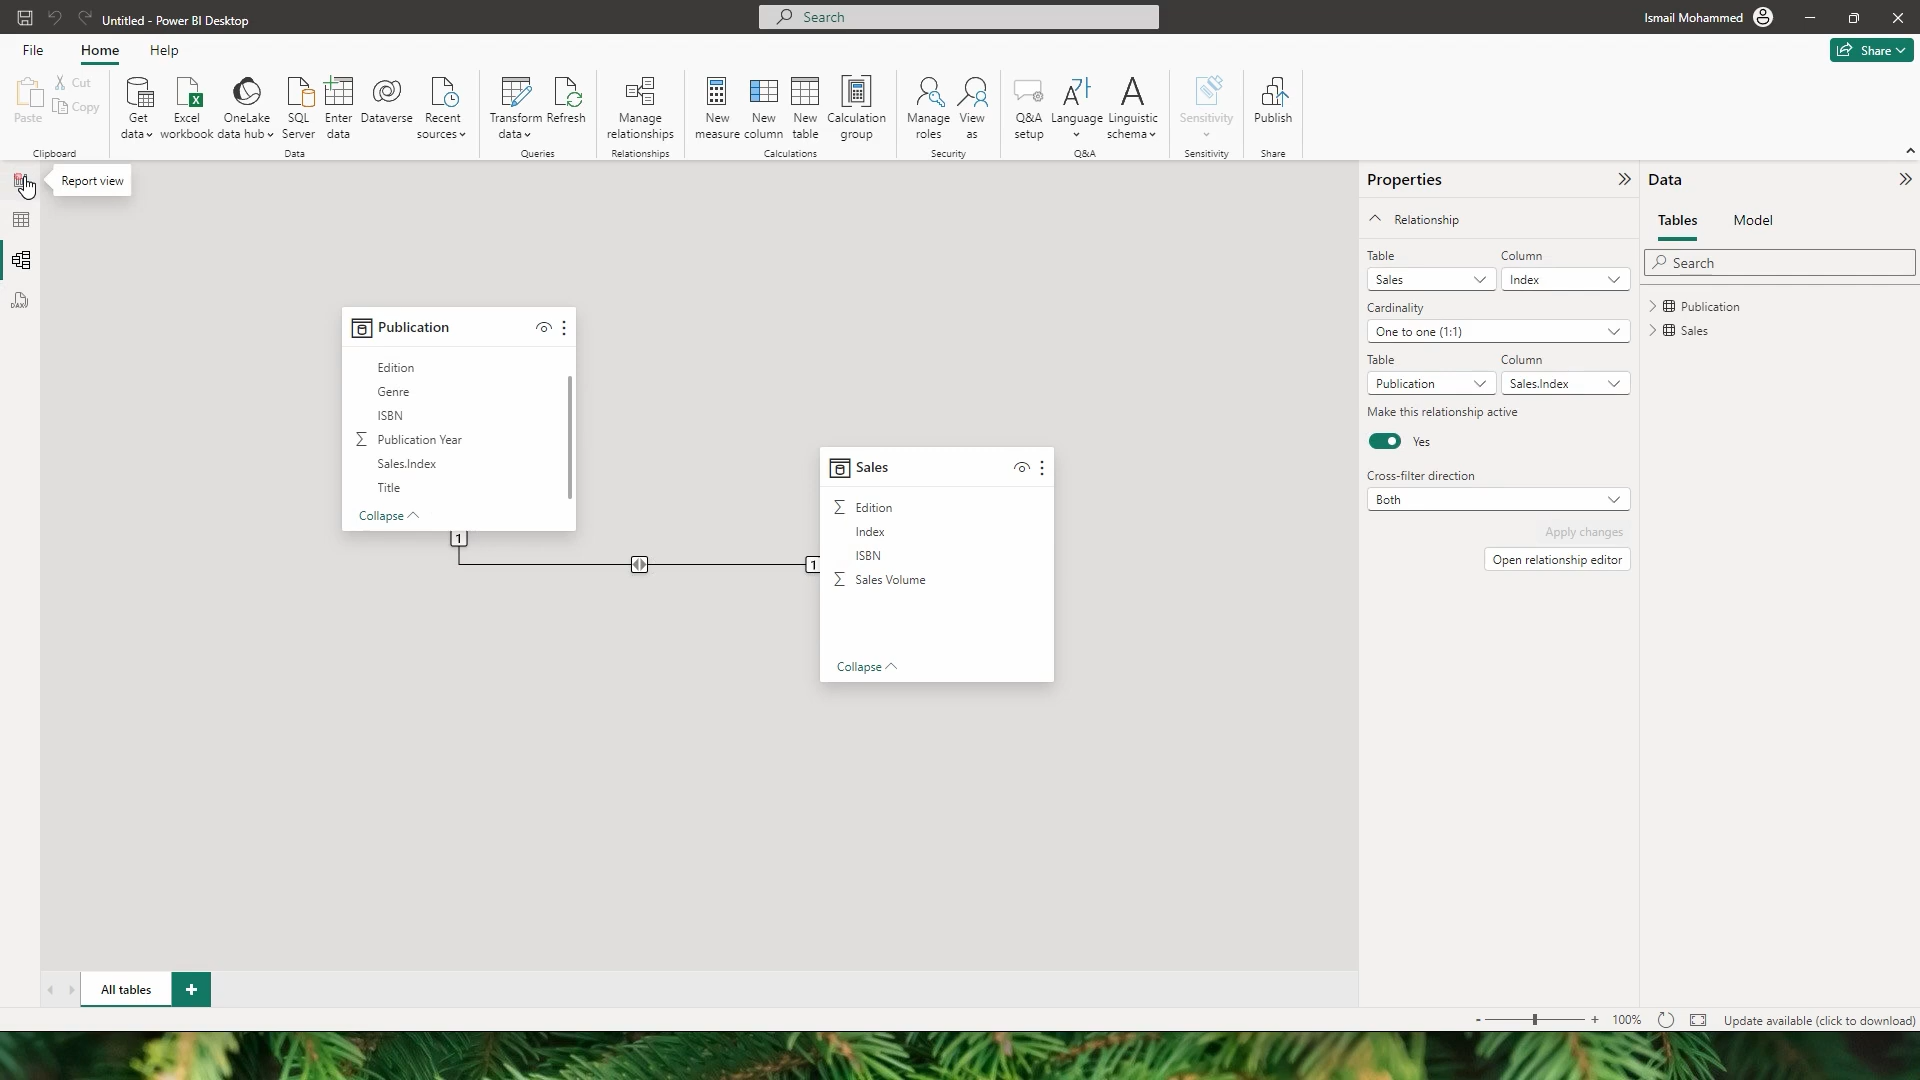 Untitled - Power BI Desktop
Search
Ismail Mohammed
File
Home
Help
Share
Paste
Cut
Copy
Get data
Excel workbook
OneLake data hub
SQL Server
Enter data
Dataverse
Recent sources
Transform data
Refresh
Manage relationships
New measure
New column
New table
Calculation group
Manage roles
View as
Q&A setup
Language
Linguistic schema
Sensitivity
Publish
Clipboard
Data
Queries
Relationships
Calculations
Security
Q&A
Sensitivity
Share
Report view
DAX
Publication
Edition
Genre
ISBN
Publication Year
Sales.Index
Title
Collapse
1
1
Sales
Edition
Index
ISBN
Sales Volume
Collapse
Properties
Relationship
Table
Column
Sales
Index
Cardinality
One to one (1:1)
Table
Column
Publication
Sales.Index
Make this relationship active
Yes
Cross-filter direction
Both
Apply changes
Open relationship editor
Data
Tables
Model
Search
Publication
Sales
All tables
+
- + 100%
Update available (click to download)